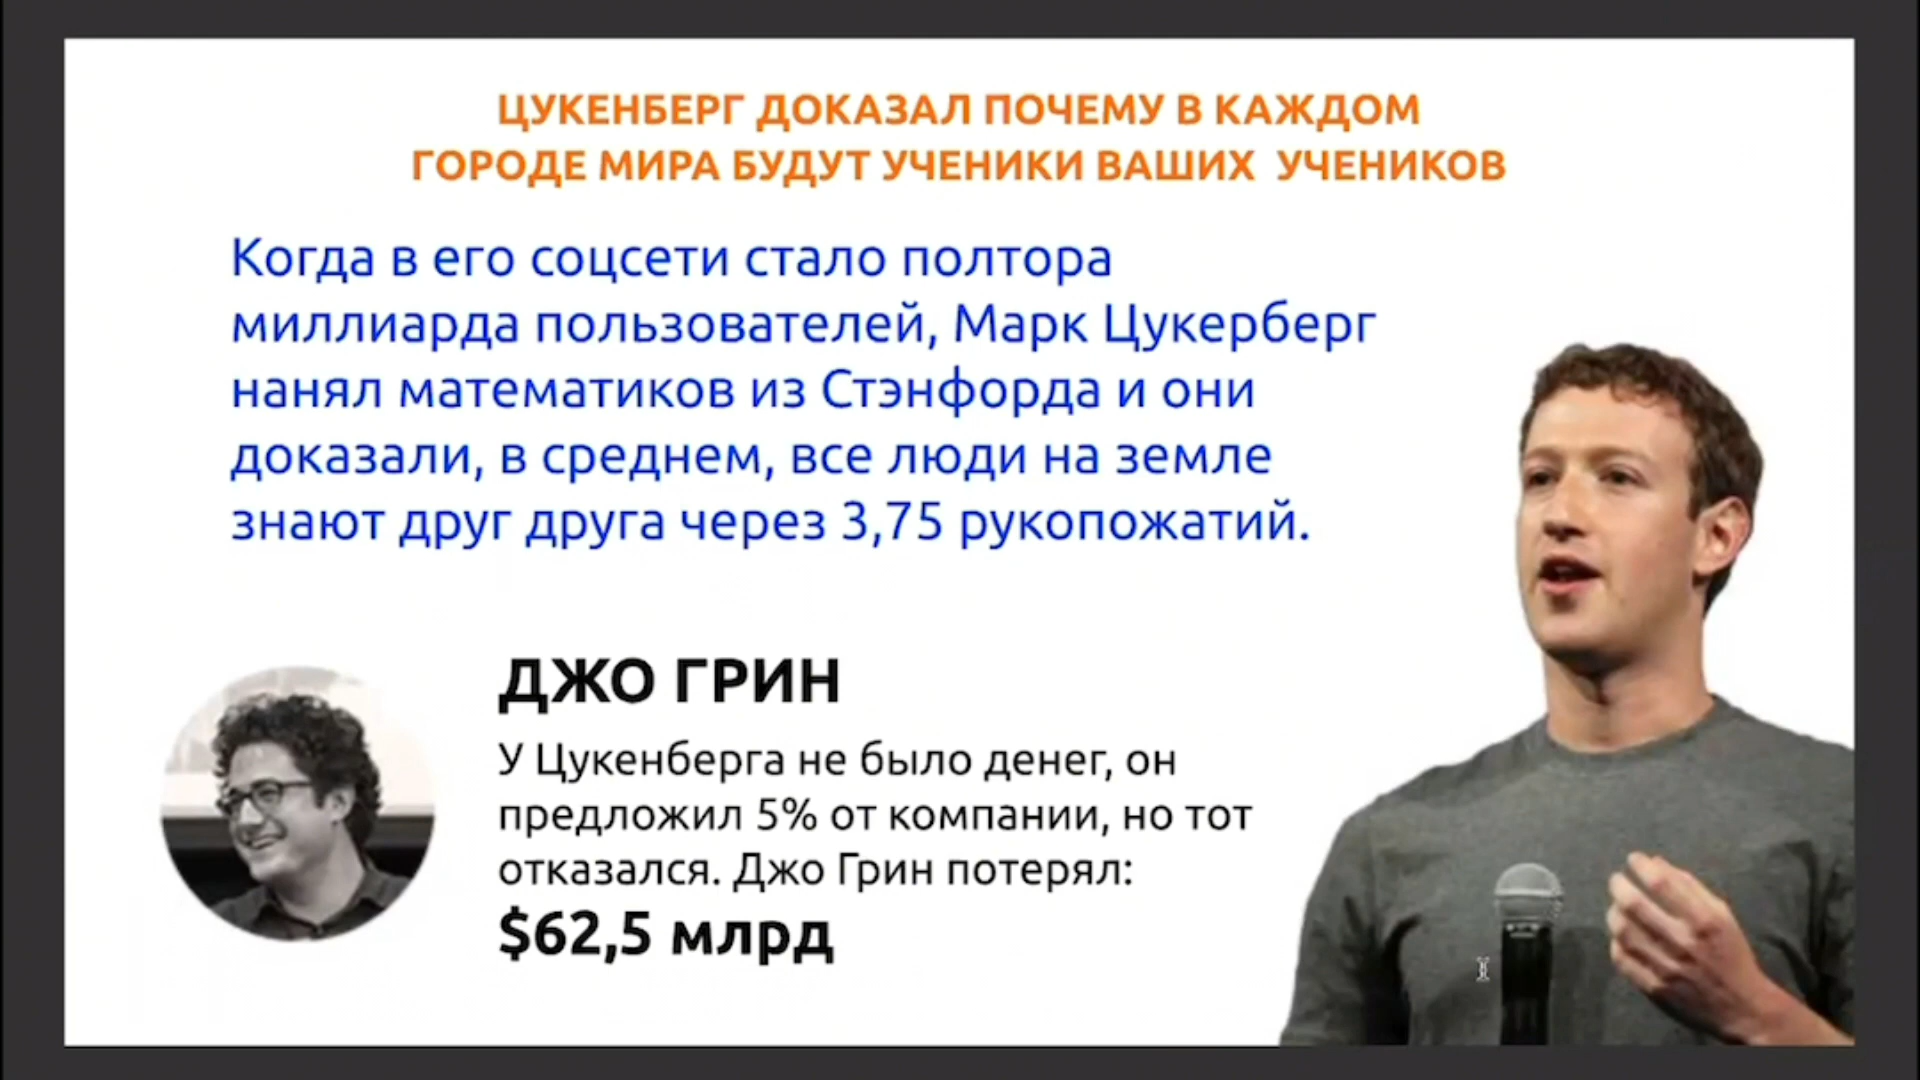 ЦУКЕНБЕРГ ДОКАЗАЛ ПОЧЕМУ В КАЖДОМ
ГОРОДЕ МИРА БУДУТ УЧЕНИКИ ВАШИХ УЧЕНИКОВ
Когда в его соцсети стало полтора
миллиарда пользователей, Марк Цукерберг
нанял математиков из Стэнфорда и они
доказали, в среднем, все люди на земле
знают друг друга через 3,75 рукопожатий.
ДЖО ГРИН
У Цукенберга не было денег, он
предложил 5% от компании, но тот
отказался. Джо Грин потерял:
$62,5 млрд